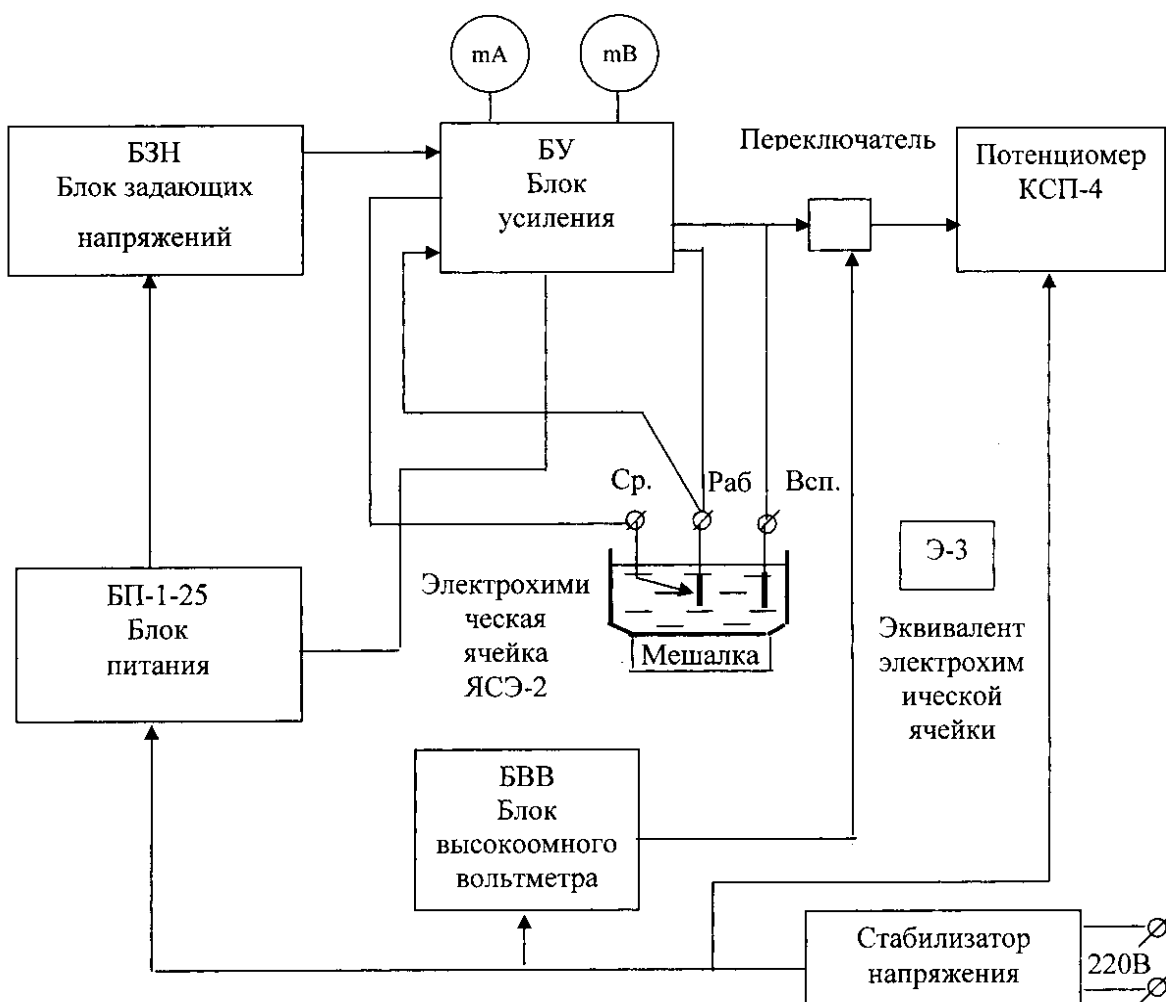 mA
mB
БЗН
Блок задающих
напряжений
БУ
Блок
усиления
Переключатель
Потенциомер
КСП-4
Ср.
Раб
Всп.
Э-3
БП-1-25
Блок
питания
Электрохими
ческая
ячейка
ЯСЭ-2
Мешалка
Эквивалент
электрохим
ической
ячейки
БВВ
Блок
высокоомного
вольтметра
Стабилизатор
напряжения
220В